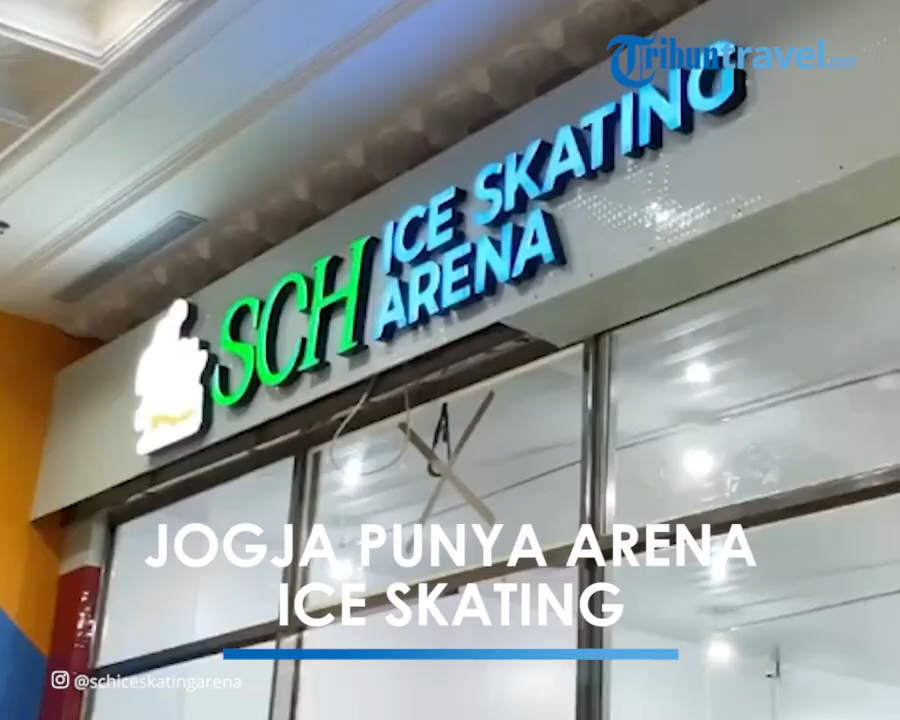 Tribuntravel.com
SCH ICE SKATING
ARENA
JOGJA PUNYA ARENA
ICE SKATING
@schiceskatingarena